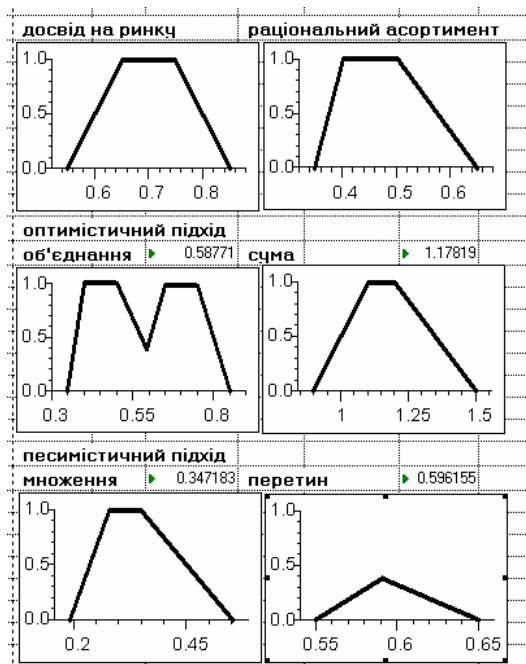 досвід на ринку раціональний асортимент
1.0 1.0
0.5 0.5
0.0 0.0
0.6 0.7 0.8 0.4 0.5 0.6
оптимістичний підхід
об'єднання 0.58771 сума 1.17819
1.0 1.0
0.5 0.5
0.0 0.0
0.3 0.55 0.8 1 1.25 1.5
песимістичний підхід
множення 0.347183 перетин 0.596155
1.0 1.0
0.5 0.5
0.0 0.0
0.2 0.45 0.55 0.6 0.65